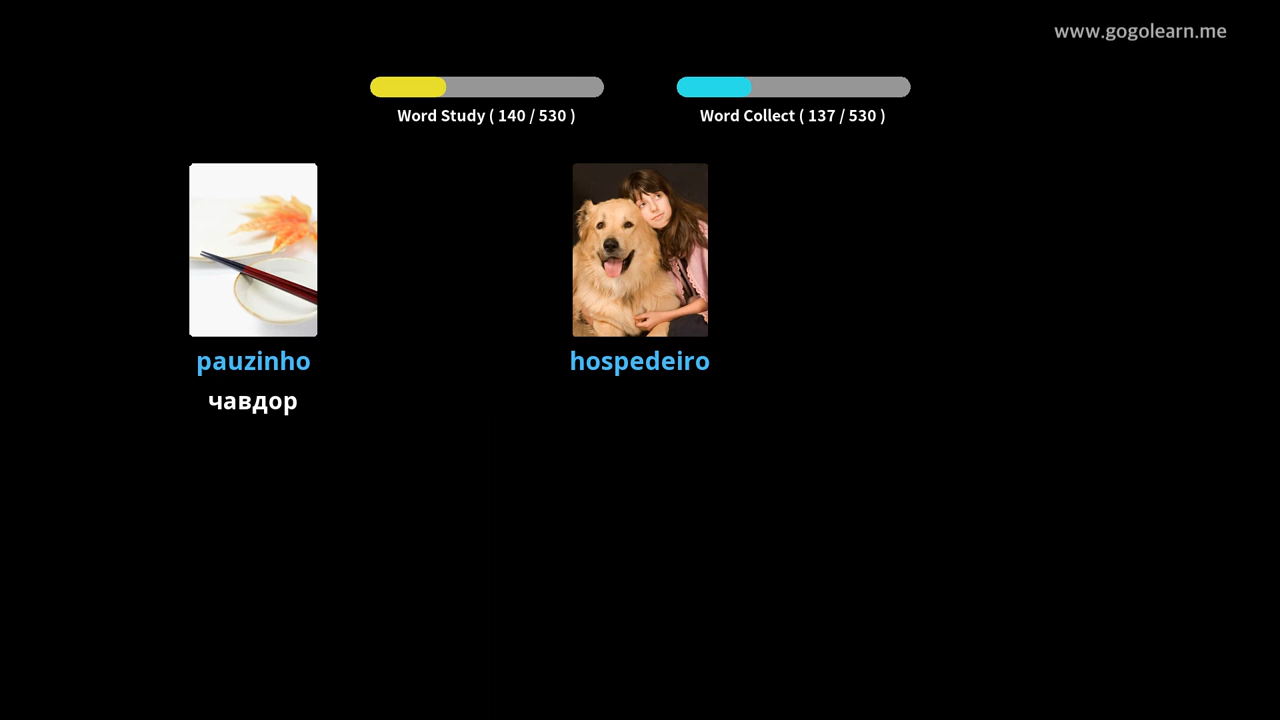 www.gogolearn.me
Word Study ( 140 / 530 )
Word Collect ( 137 / 530 )
pauzinho
hospedeiro
чавдор